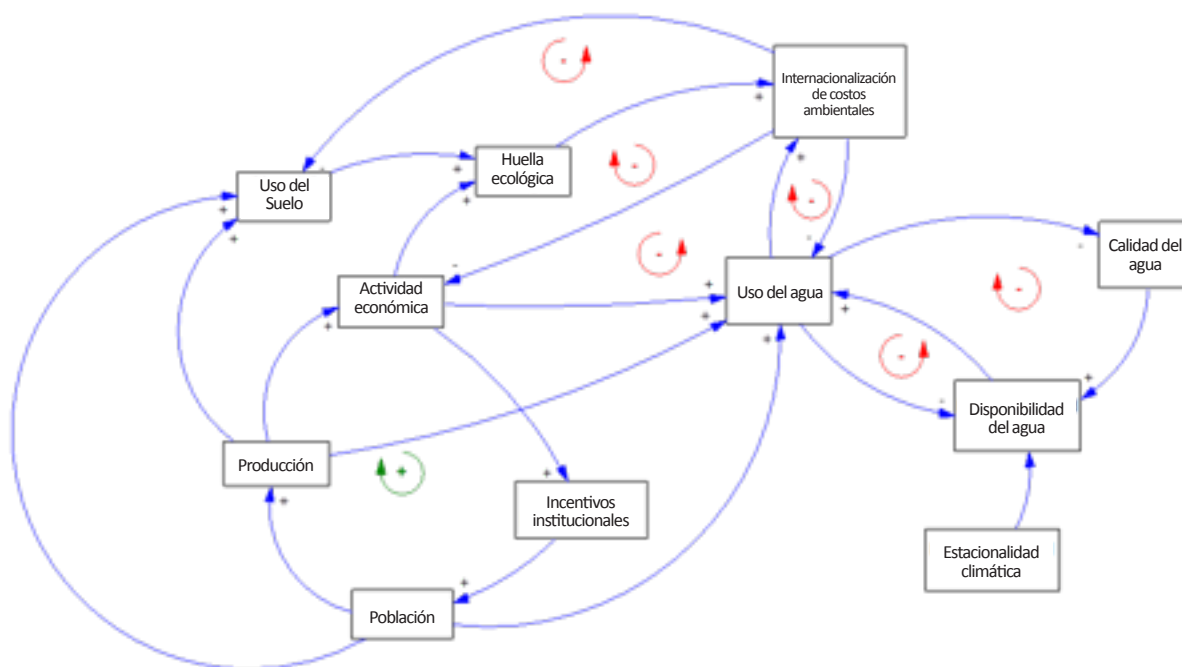 Internacionalización
de costos
ambientales
Huella
ecológica
Uso del
Suelo
Calidad del
agua
Actividad
económica
Uso del agua
Disponibilidad
del agua
Producción
Incentivos
institucionales
Estacionalidad
climática
Población